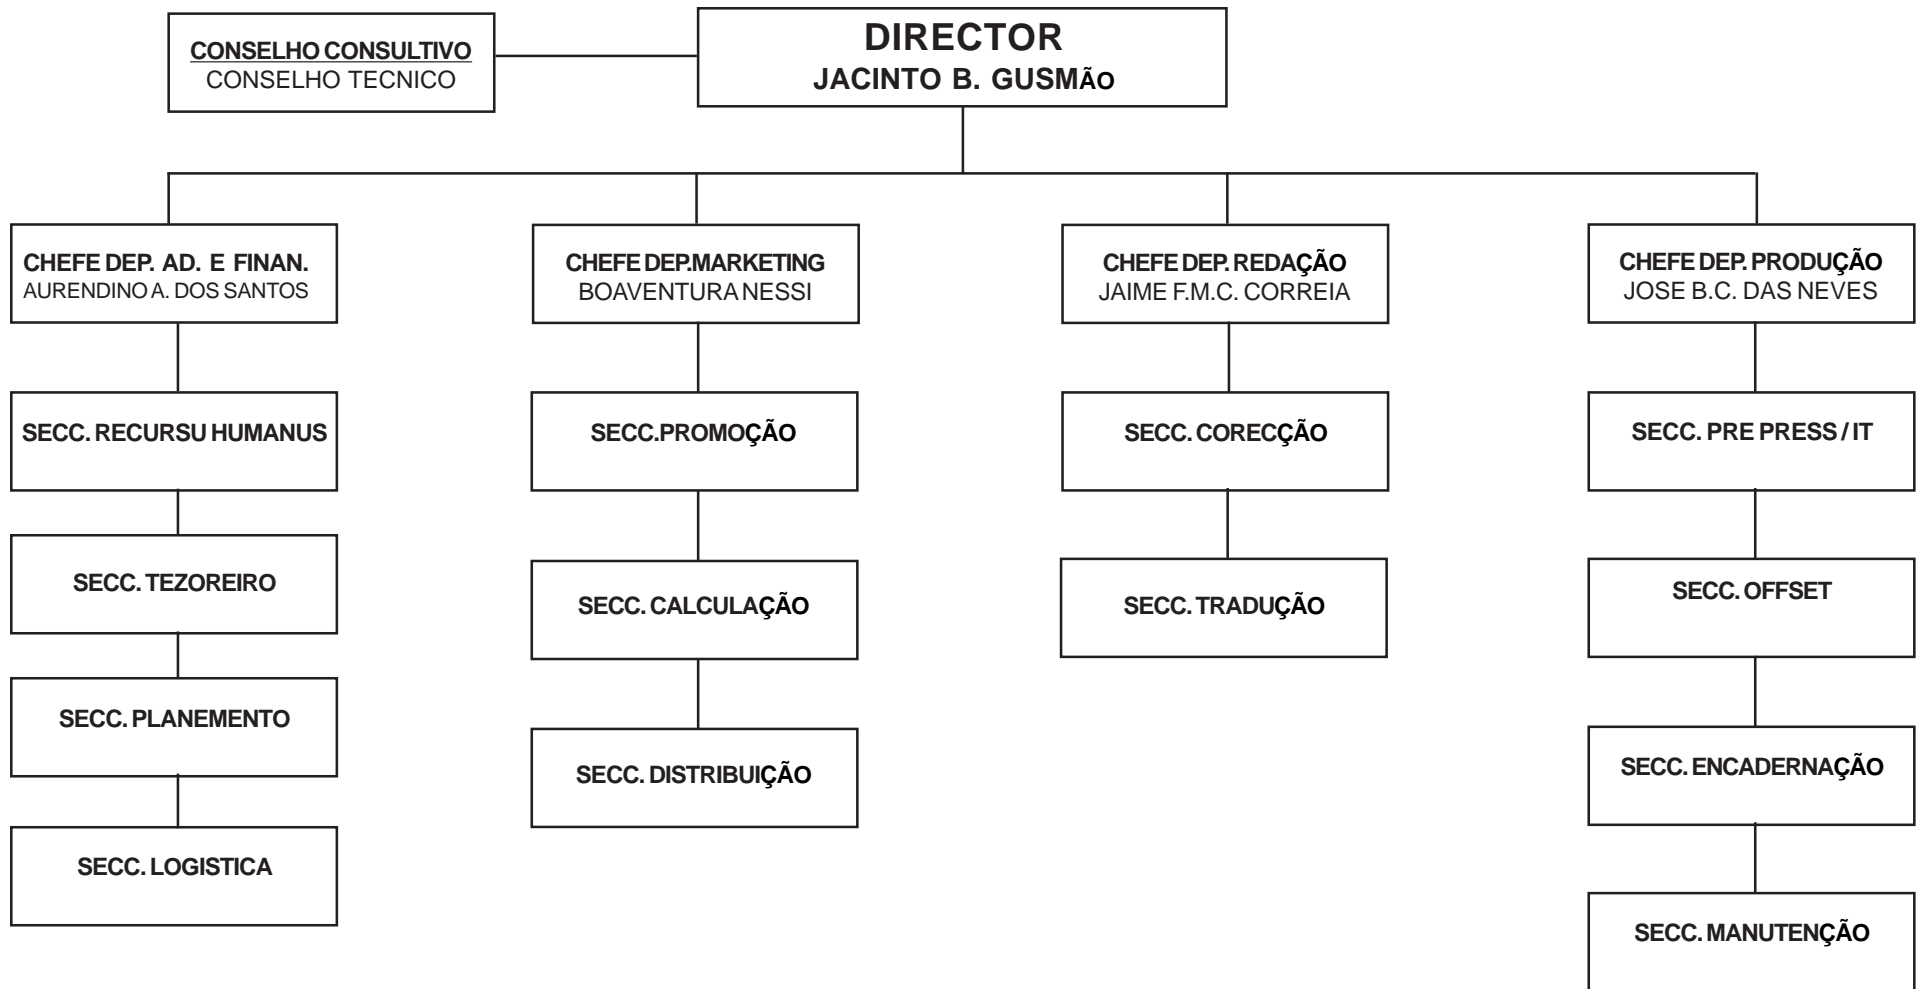 CONSELHO CONSULTIVO
CONSELHO TECNICO
DIRECTOR
JACINTO B. GUSMÃO
CHEFE DEP. AD. E FINAN.
AURENDINO A. DOS SANTOS
CHEFE DEP.MARKETING
BOAVENTURA NESSI
CHEFE DEP. REDAÇÃO
JAIME F.M.C. CORREIA
CHEFE DEP. PRODUÇÃO
JOSE B.C. DAS NEVES
SECC. RECURSU HUMANUS
SECC. TEZOREIRO
SECC. PLANEMENTO
SECC. LOGISTICA
SECC.PROMOÇÃO
SECC. CALCULAÇÃO
SECC. DISTRIBUIÇÃO
SECC. CORECÇÃO
SECC. TRADUÇÃO
SECC. PRE PRESS / IT
SECC. OFFSET
SECC. ENCADERNAÇÃO
SECC. MANUTENÇÃO